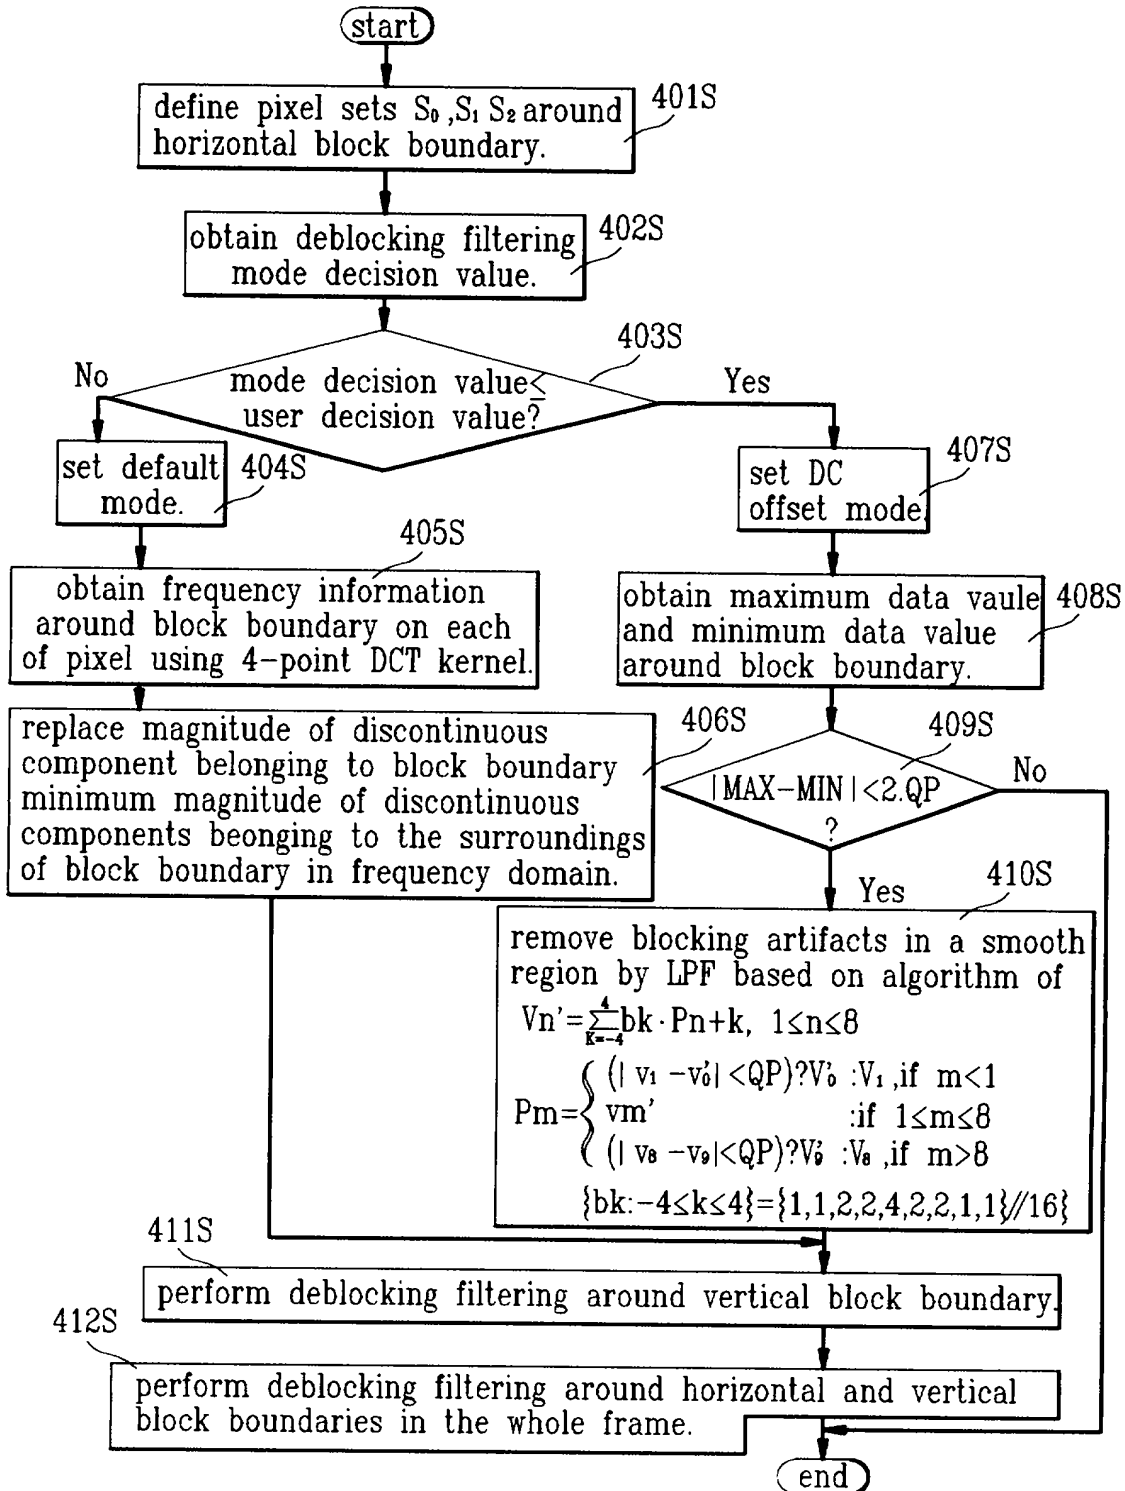 start
define pixel sets S₀,S₁ S₂ around
horizontal block boundary.
401S
obtain deblocking filtering
mode decision value.
402S
mode decision value≤
user decision value?
403S
No
Yes
set default
mode.
404S
set DC
offset mode.
407S
obtain frequency information
around block boundary on each
of pixel using 4-point DCT kernel.
405S
obtain maximum data vaule
and minimum data value
around block boundary.
408S
replace magnitude of discontinuous
component belonging to block boundary
minimum magnitude of discontinuous
components beonging to the surroundings
of block boundary in frequency domain.
406S
|MAX-MIN|<2.QP
?
409S
No
Yes
410S
remove blocking artifacts in a smooth
region by LPF based on algorithm of
Vn'=∑bk·Pn+k, 1≤n≤8
4
K=-4
Pm={
(| v₁ -v₀'| <QP)?V₀' :V₁ ,if m<1
vm' :if 1≤m≤8
(| v₈ -v₉|<QP)?V₉' :V₈ ,if m>8
{bk:-4≤k≤4}={1,1,2,2,4,2,2,1,1}//16}
411S
perform deblocking filtering around vertical block boundary.
412S
perform deblocking filtering around horizontal and vertical
block boundaries in the whole frame.
end